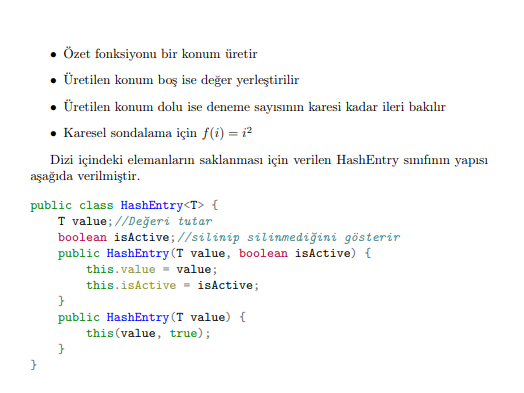 • Özet fonksiyonu bir konum üretir
• Üretilen konum boş ise değer yerleştirilir
• Üretilen konum dolu ise deneme sayısının karesi kadar ileri bakılır
• Karesel sondalama için f(i) = i²
Dizi içindeki elemanların saklanması için verilen HashEntry sınıfının yapısı
aşağıda verilmiştir.
public class HashEntry<T> {
    T value;//Değeri tutar
    boolean isActive;//silinip silinmediğini gösterir
    public HashEntry(T value, boolean isActive) {
        this.value = value;
        this.isActive = isActive;
    }
    public HashEntry(T value) {
        this(value, true);
    }
}